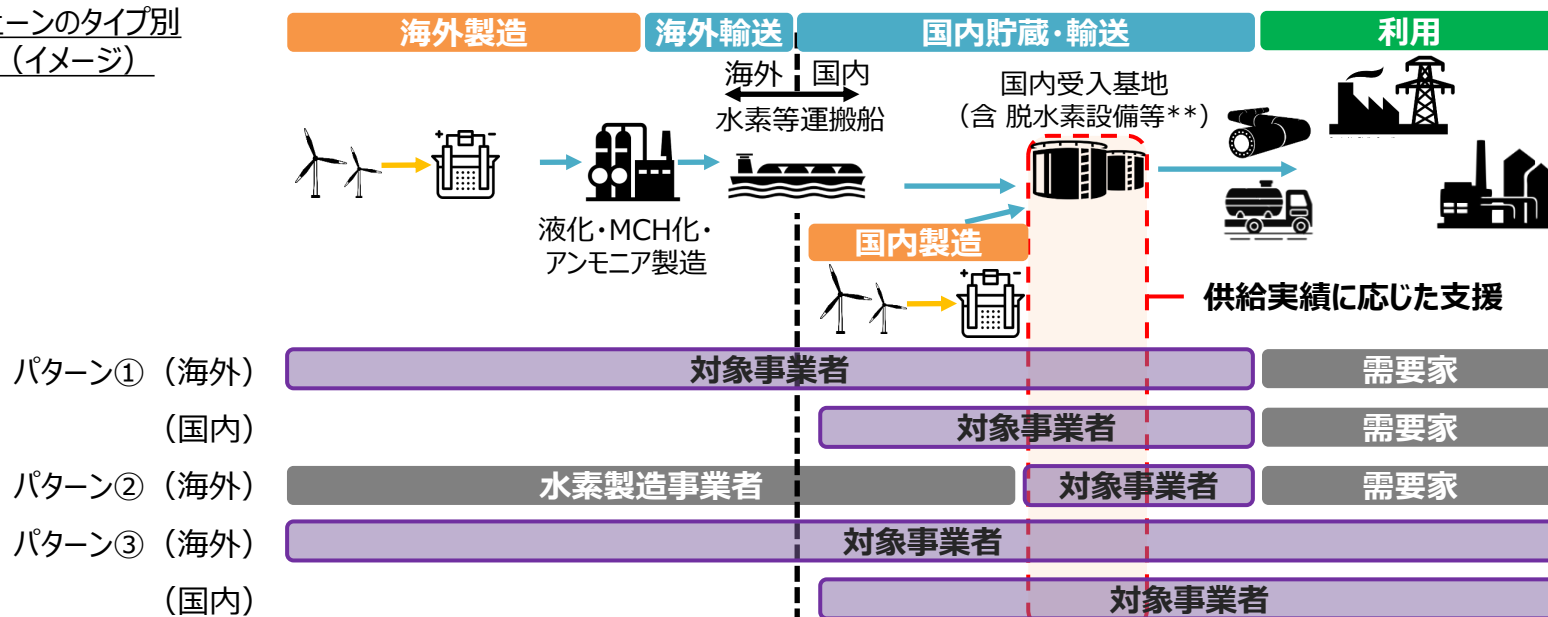 ェーンのタイプ別
(イメージ)
海外製造
海外輸送
国内貯蔵・輸送
利用
海外 国内
水素等運搬船
国内受入基地
(含 脱水素設備等**)
液化・MCH化・
アンモニア製造
国内製造
供給実績に応じた支援
パターン① (海外) 対象事業者 需要家
(国内) 対象事業者 需要家
パターン② (海外) 水素製造事業者 対象事業者 需要家
パターン③ (海外) 対象事業者
(国内) 対象事業者